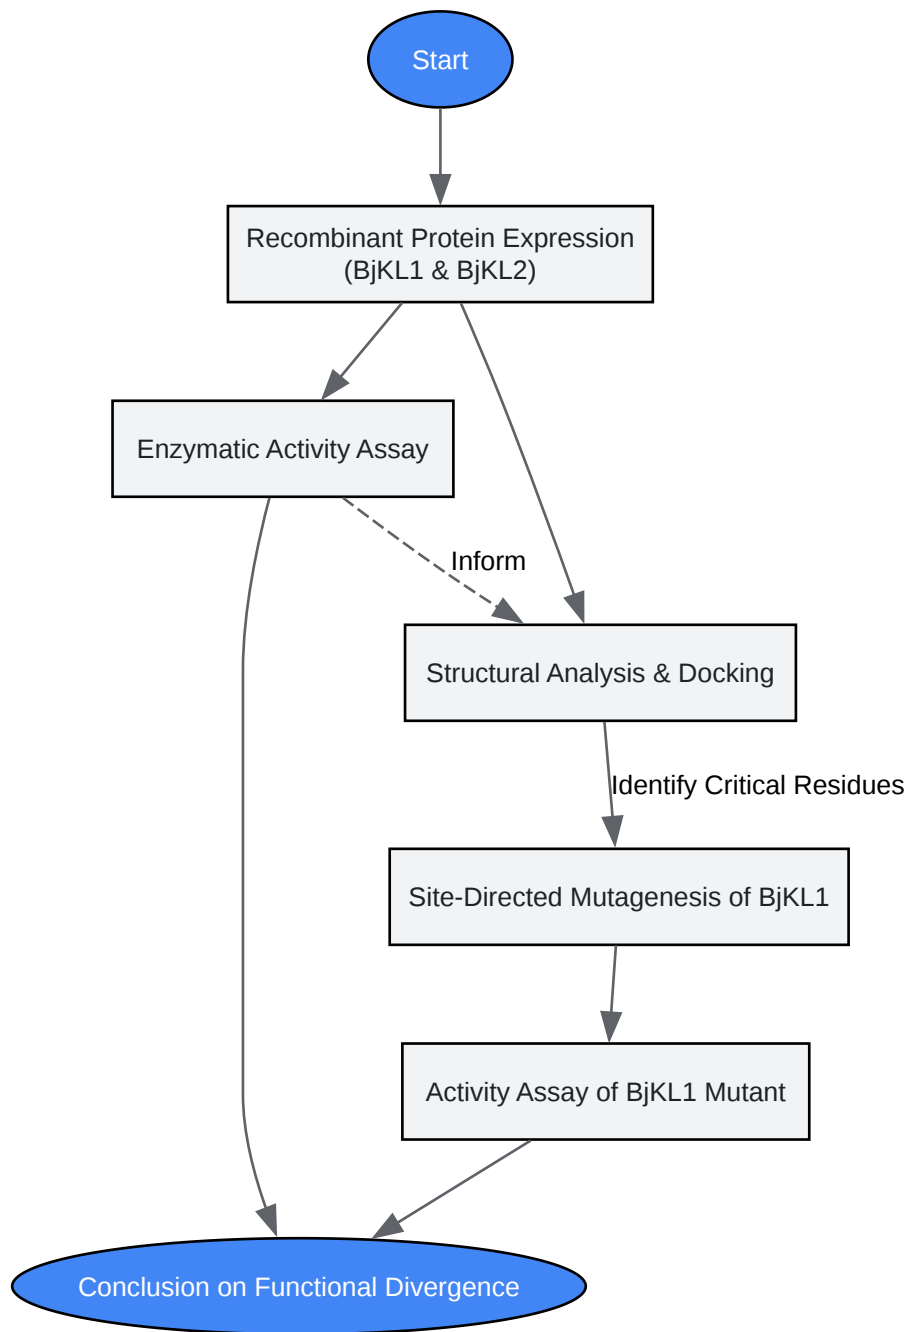 Start
Recombinant Protein Expression
(BjKL1 & BjKL2)
Enzymatic Activity Assay
Inform
Structural Analysis & Docking
Identify Critical Residues
Site-Directed Mutagenesis of BjKL1
Activity Assay of BjKL1 Mutant
Conclusion on Functional Divergence